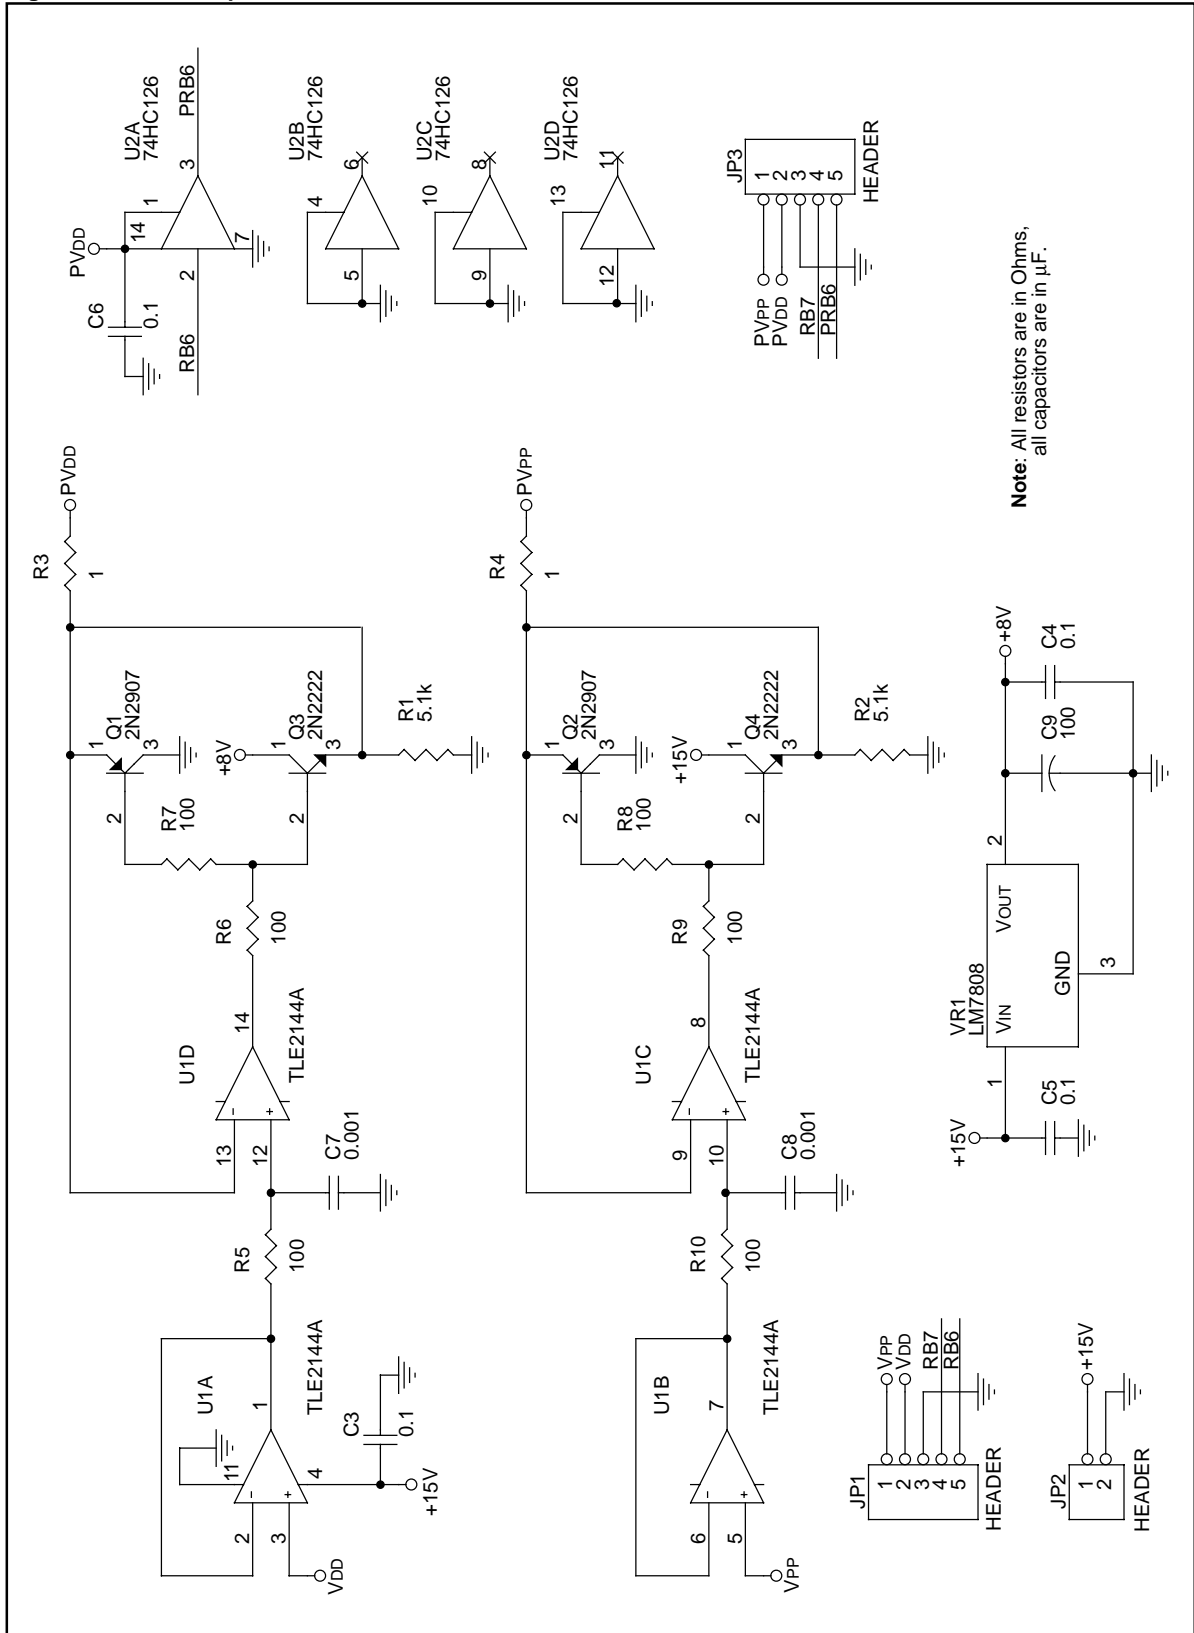 VDD
3
2
U1A
11
4
+15V
1
TLE2144A
C3
0.1
R5
100
C7
0.001
13
12
U1D
14
TLE2144A
R6
100
R7
100
2
1
Q1
2N2907
3
+8V
2
1
Q3
2N2222
3
R1
5.1k
R3
1
PVDD
VPP
5
6
U1B
7
TLE2144A
R10
100
C8
0.001
9
10
U1C
8
TLE2144A
R9
100
R8
100
2
1
Q2
2N2907
3
+15V
2
1
Q4
2N2222
3
R2
5.1k
R4
1
PVPP
RB6
C6
0.1
PVDD
14
1
2
7
3
U2A
74HC126
PRB6
U2B
74HC126
4
5
6
U2C
74HC126
10
9
8
U2D
74HC126
13
12
11
JP3
PVPP
1
PVDD
2
3
RB7
4
PRB6
5
HEADER
JP1
1
VPP
2
VDD
3
4
RB7
5
RB6
HEADER
JP2
1
+15V
2
HEADER
+15V
C5
0.1
1
VR1
LM7808
VIN
VOUT
GND
2
3
C9
100
+8V
C4
0.1
Note: All resistors are in Ohms,
all capacitors are in µF.